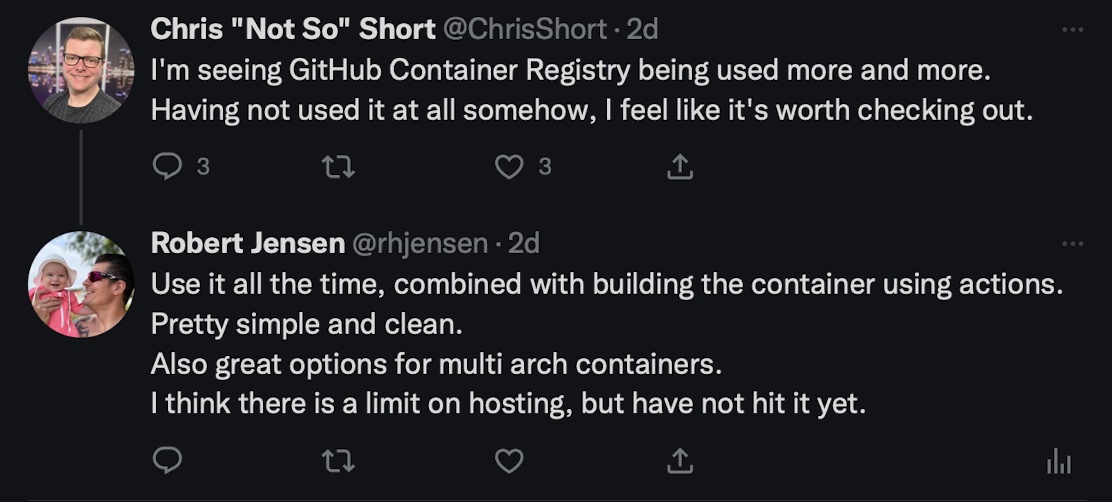 Chris "Not So" Short @ChrisShort · 2d
I'm seeing GitHub Container Registry being used more and more.
Having not used it at all somehow, I feel like it's worth checking out.
3 3
Robert Jensen @rhjensen · 2d
Use it all the time, combined with building the container using actions.
Pretty simple and clean.
Also great options for multi arch containers.
I think there is a limit on hosting, but have not hit it yet.